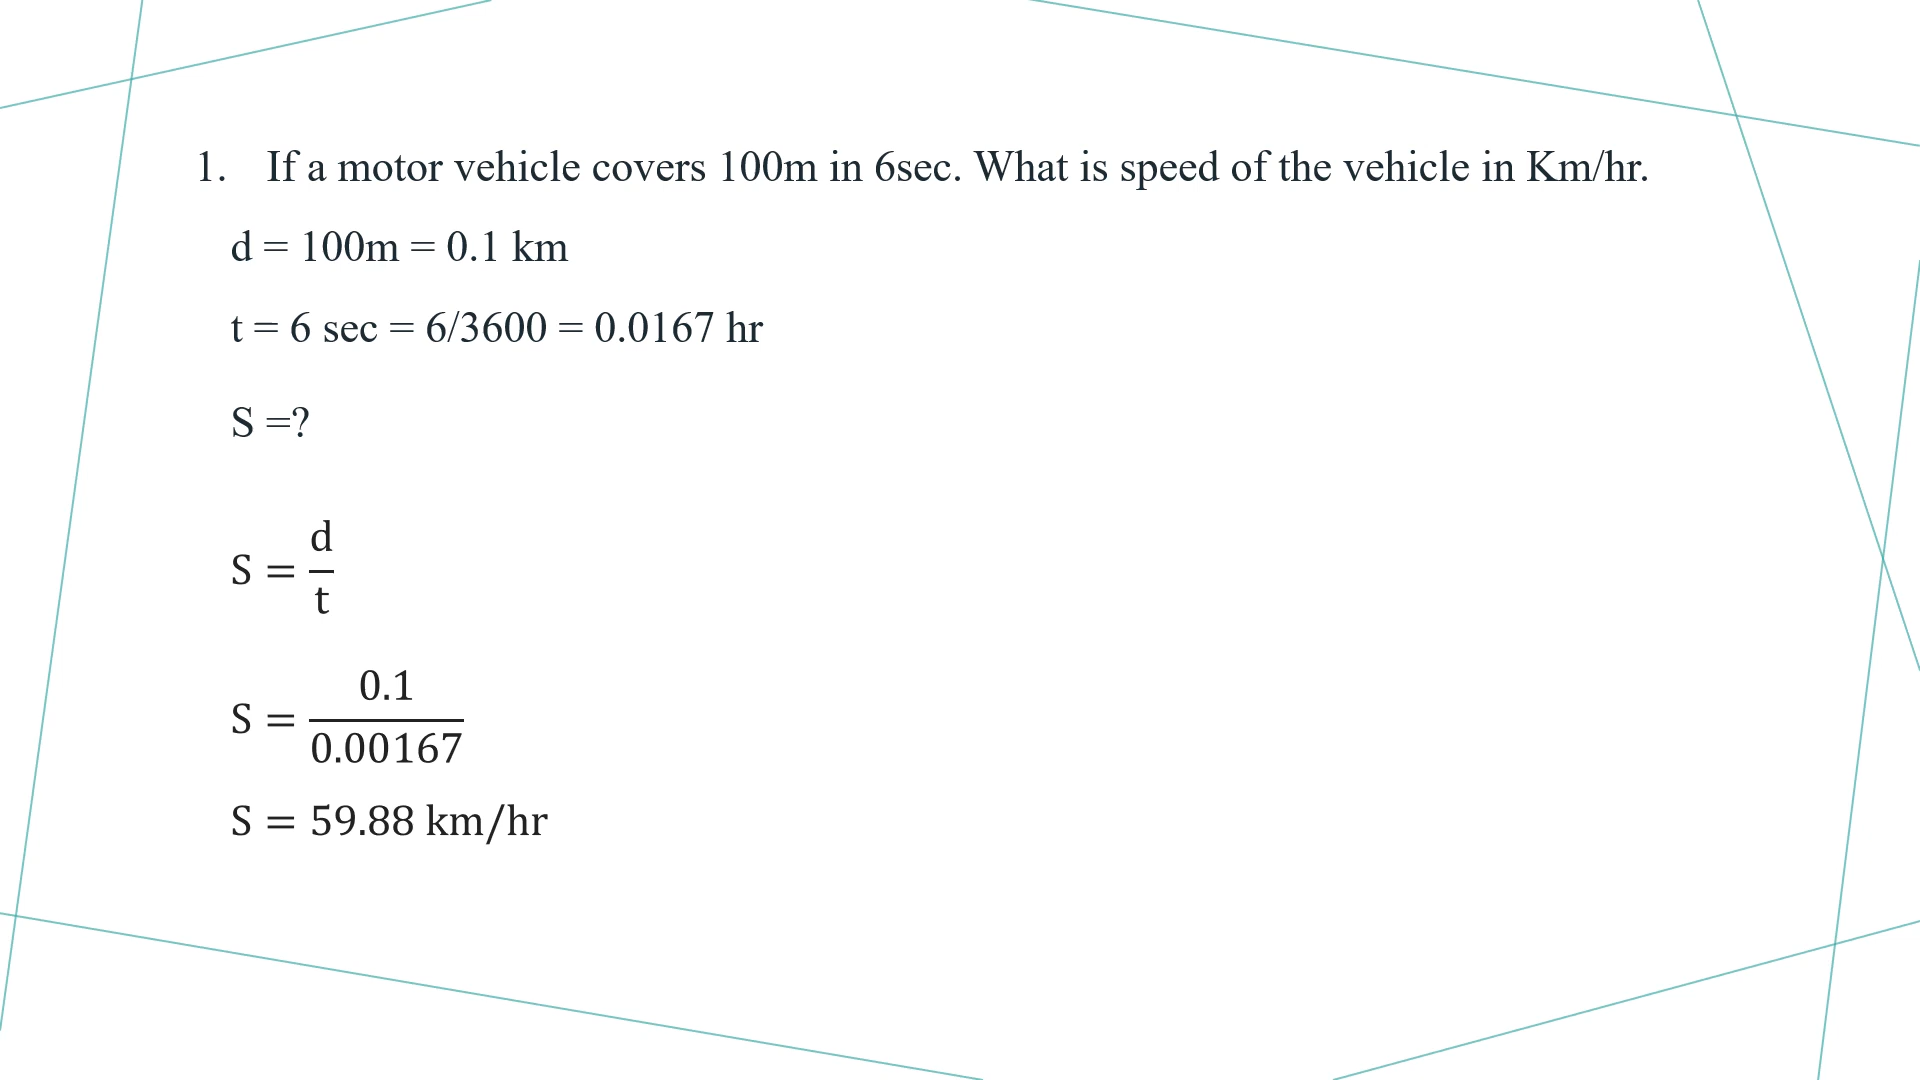 1. If a motor vehicle covers 100m in 6sec. What is speed of the vehicle in Km/hr.
d = 100m = 0.1 km
t = 6 sec = 6/3600 = 0.0167 hr
S =?
S = d/t
S = 0.1/0.00167
S = 59.88 km/hr